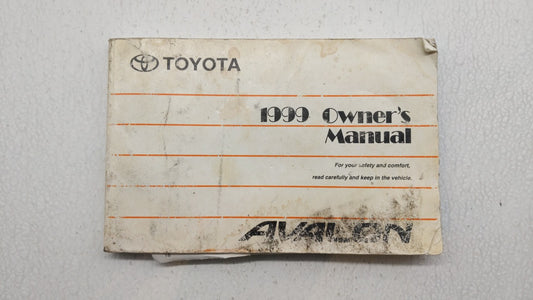 TOYOTA
1999 Owner's
Manual
For your safety and comfort,
read carefully and keep in the vehicle.
AVALON